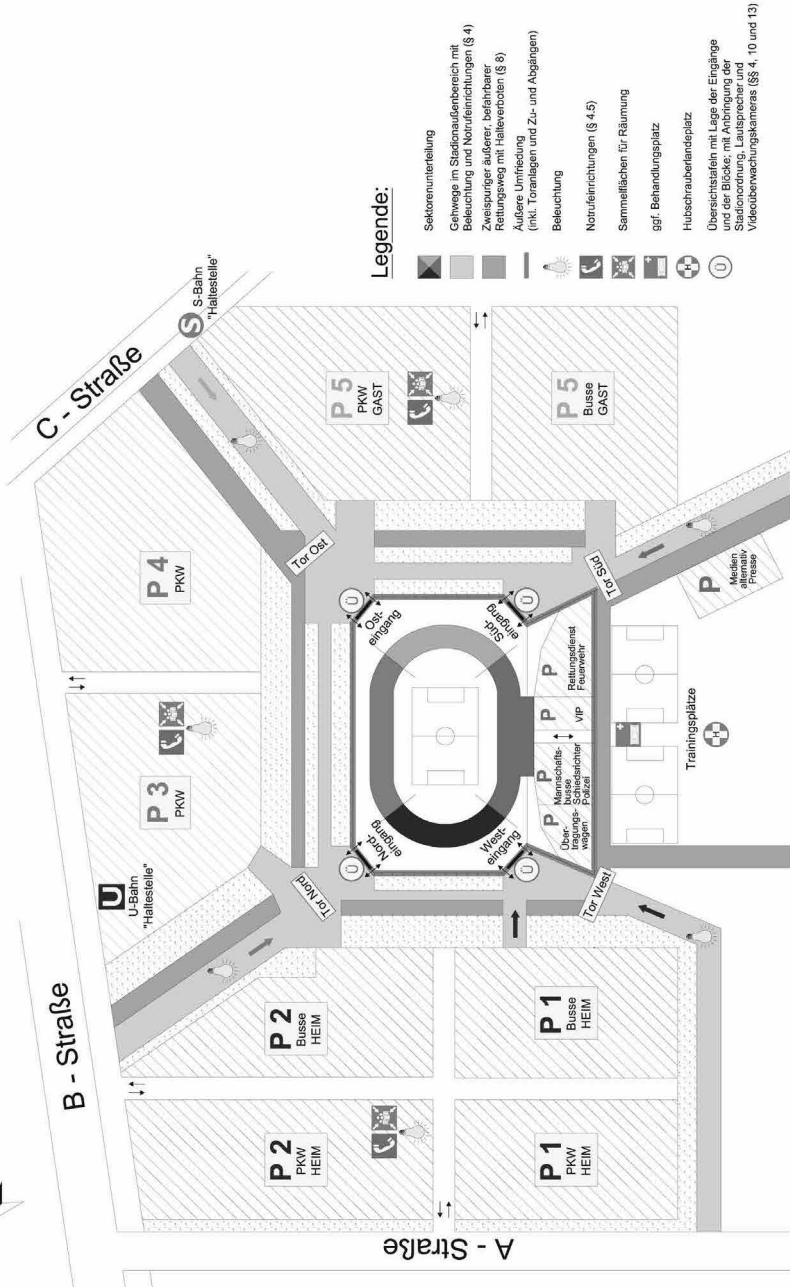 B - Straße
C - Straße
A - Straße
U
U-Bahn
"Haltestelle"
S
S-Bahn
"Haltestelle"
P 2
PKW
HEIM
P 2
Busse
HEIM
P 1
PKW
HEIM
P 1
Busse
HEIM
P 3
PKW
P 4
PKW
P 5
PKW
GAST
P 5
Busse
GAST
Tor Nord
Tor Ost
Tor West
Tor Süd
Ü
Nord-
eingang
Ü
Ost-
eingang
Ü
West-
eingang
Ü
Süd-
eingang
P
Über-
tragungs-
wagen
P
Mannschafts-
busse
Schiedsrichter
Polizei
P
VIP
P
Rettungsdienst
Feuerwehr
P
Medien
alternativ
Presse
Trainingsplätze
H
Legende:
Sektorenunterteilung
Gehwege im Stadionaußenbereich mit
Beleuchtung und Notrufeinrichtungen (§ 4)
Zweispuriger äußerer, befahrbarer
Rettungsweg mit Halteverboten (§ 8)
Äußere Umfriedung
(inkl. Toranlagen und Zu- und Abgängen)
Beleuchtung
Notrufeinrichtungen (§ 4.5)
Sammelflächen für Räumung
ggf. Behandlungsplatz
H
Hubschrauberlandeplatz
Ü
Übersichtstafeln mit Lage der Eingänge
und der Blöcke; mit Anbringung der
Stadionordnung, Lautsprecher und
Videoüberwachungskameras (§§ 4, 10 und 13)